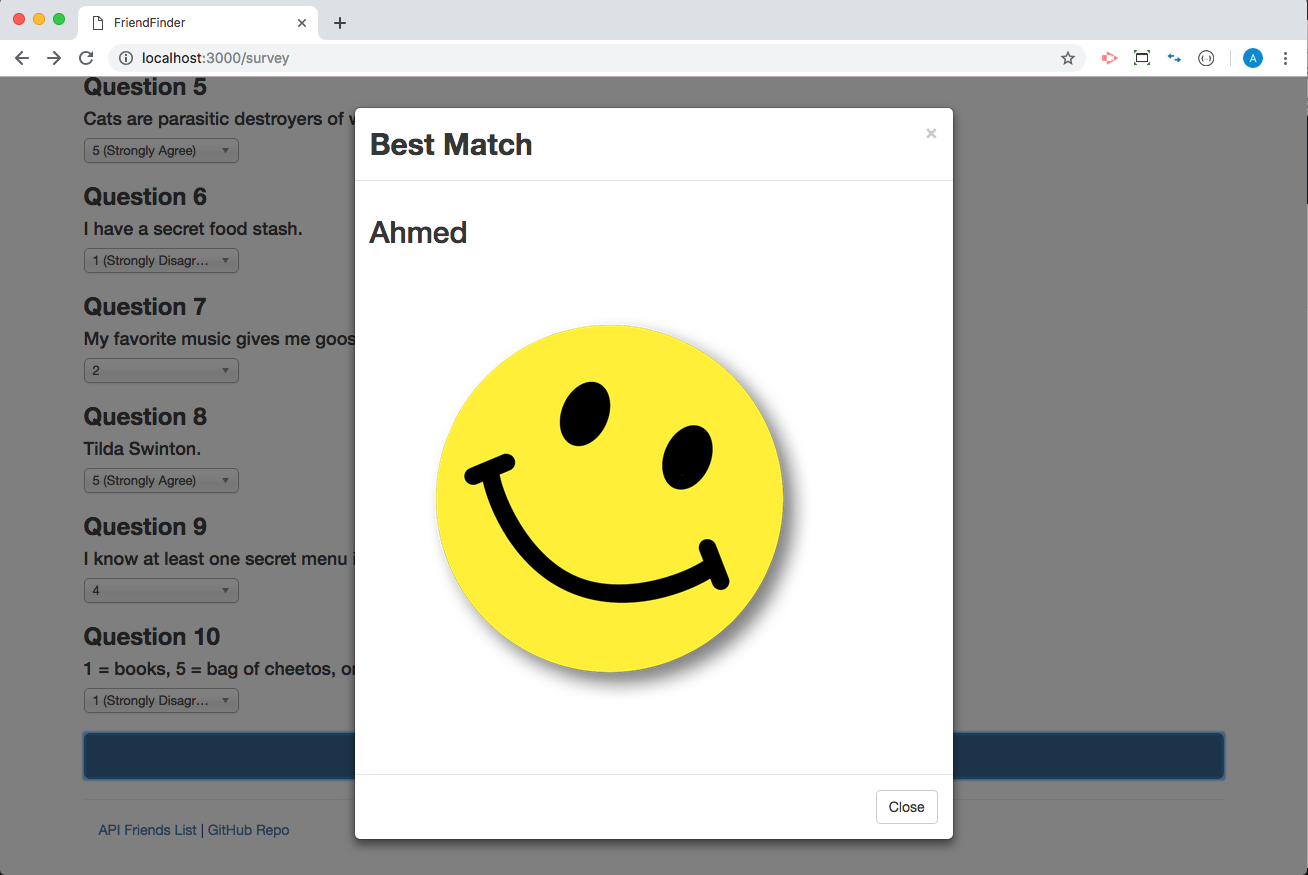 FriendFinder
localhost:3000/survey
A
Question 5
Cats are parasitic destroyers of
5 (Strongly Agree)
Question 6
I have a secret food stash.
1 (Strongly Disagr…
Question 7
My favorite music gives me
2
Question 8
Tilda Swinton.
5 (Strongly Agree)
Question 9
I know at least one secret menu
4
Question 10
1 = books, 5 = bag of cheetos,
1 (Strongly Disagr…
API Friends List | GitHub Repo
Best Match
×
Ahmed
Close